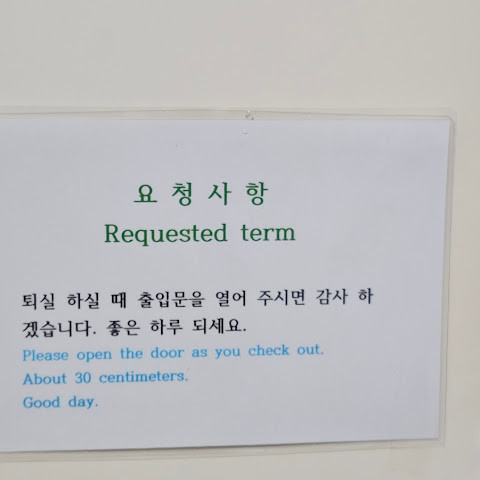 요 청 사 항
Requested term
퇴실 하실 때 출입문을 열어 주시면 감사 하
겠습니다. 좋은 하루 되세요.
Please open the door as you check out.
About 30 centimeters.
Good day.